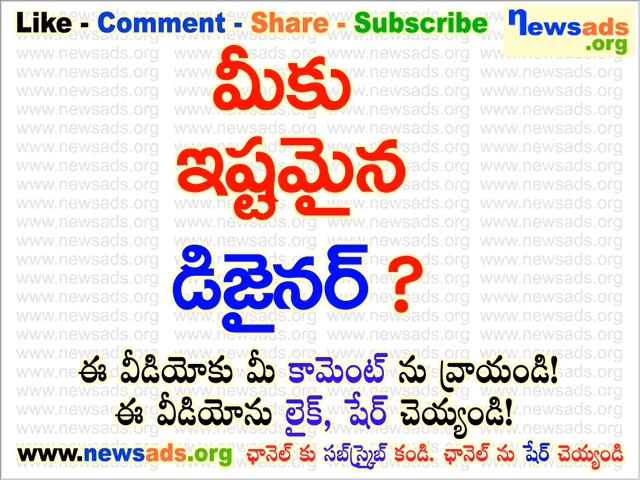 Like - Comment - Share - Subscribe
newsads
.org
మీకు
ఇష్టమైన
డిజైనర్ ?
ఈ వీడియోకు మీ కామెంట్ ను వ్రాయండి!
ఈ వీడియోను లైక్, షేర్ చెయ్యండి!
www.newsads.org ఛానెల్ కు సబ్‌స్క్రైబ్ కండి. ఛానెల్ ను షేర్ చెయ్యండి